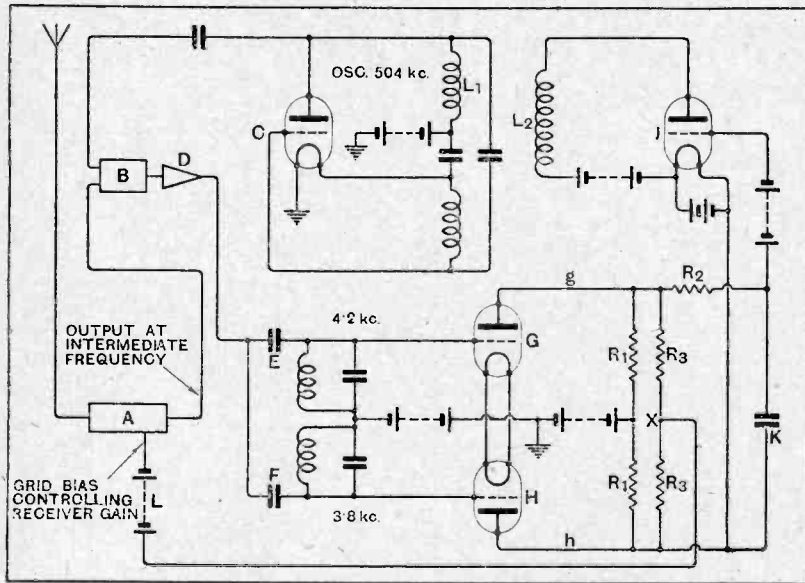 OSC. 504 kc.
L1
L2
C
J
D
B
g
R2
4·2 kc.
OUTPUT AT
INTERMEDIATE
FREQUENCY
E
G
R1
R3
A
X
K
F
GRID BIAS
CONTROLLING
RECEIVER GAIN
L
H
R1
R3
3·8 kc.
h